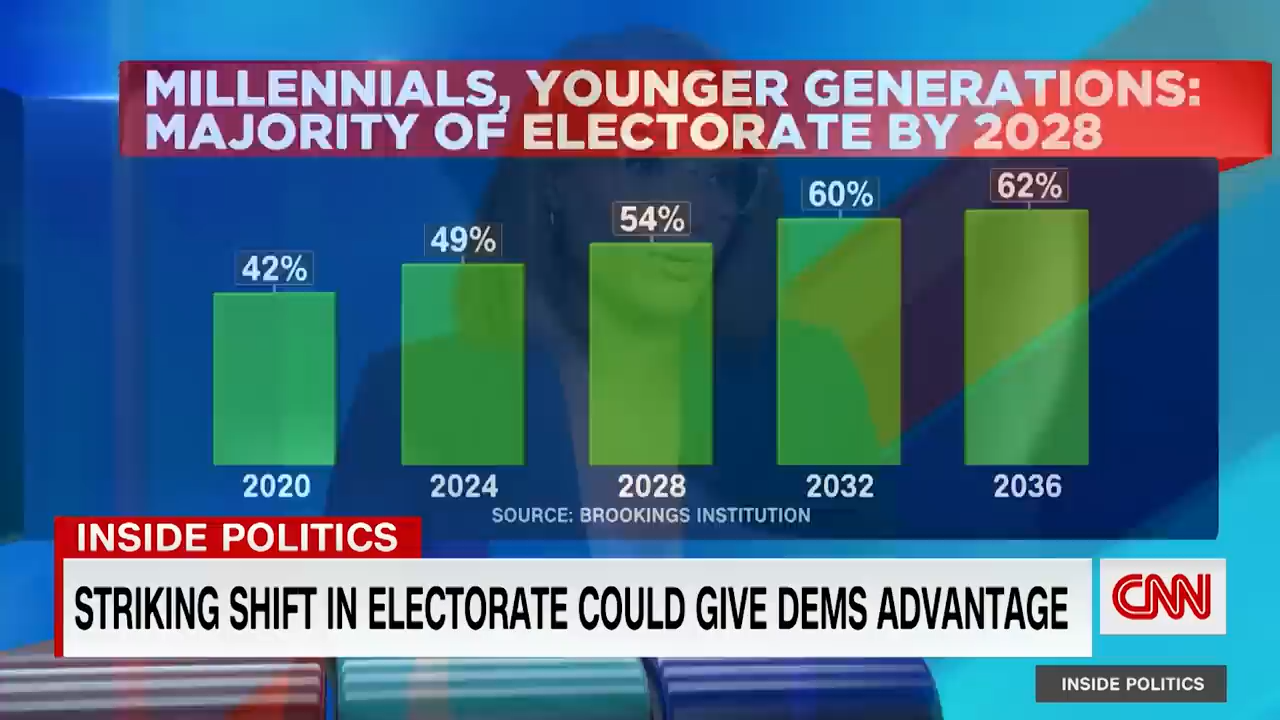 MILLENNIALS, YOUNGER GENERATIONS:
MAJORITY OF ELECTORATE BY 2028
42%
49%
54%
60%
62%
2020
2024
2028
2032
2036
SOURCE: BROOKINGS INSTITUTION
INSIDE POLITICS
STRIKING SHIFT IN ELECTORATE COULD GIVE DEMS ADVANTAGE
CNN
INSIDE POLITICS